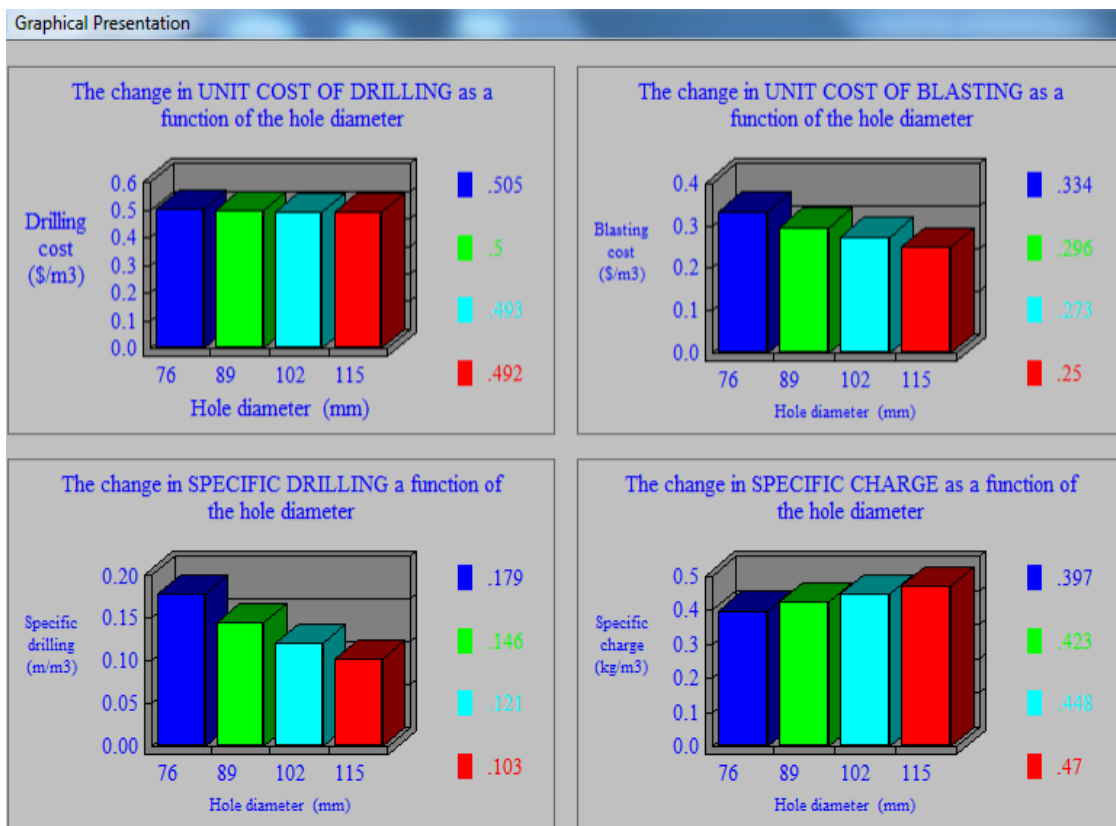 Graphical Presentation
The change in UNIT COST OF DRILLING as a
function of the hole diameter
0.6
0.5
0.4
0.3
0.2
0.1
0.0
Drilling
cost
($/m3)
76 89 102 115
Hole diameter (mm)
.505
.5
.493
.492
The change in UNIT COST OF BLASTING as a
function of the hole diameter
0.4
0.3
0.2
0.1
0.0
Blasting
cost
($/m3)
76 89 102 115
Hole diameter (mm)
.334
.296
.273
.25
The change in SPECIFIC DRILLING a function of
the hole diameter
0.20
0.15
0.10
0.05
0.00
Specific
drilling
(m/m3)
76 89 102 115
Hole diameter (mm)
.179
.146
.121
.103
The change in SPECIFIC CHARGE as a function of
the hole diameter
0.5
0.4
0.3
0.2
0.1
0.0
Specific
charge
(kg/m3)
76 89 102 115
Hole diameter (mm)
.397
.423
.448
.47